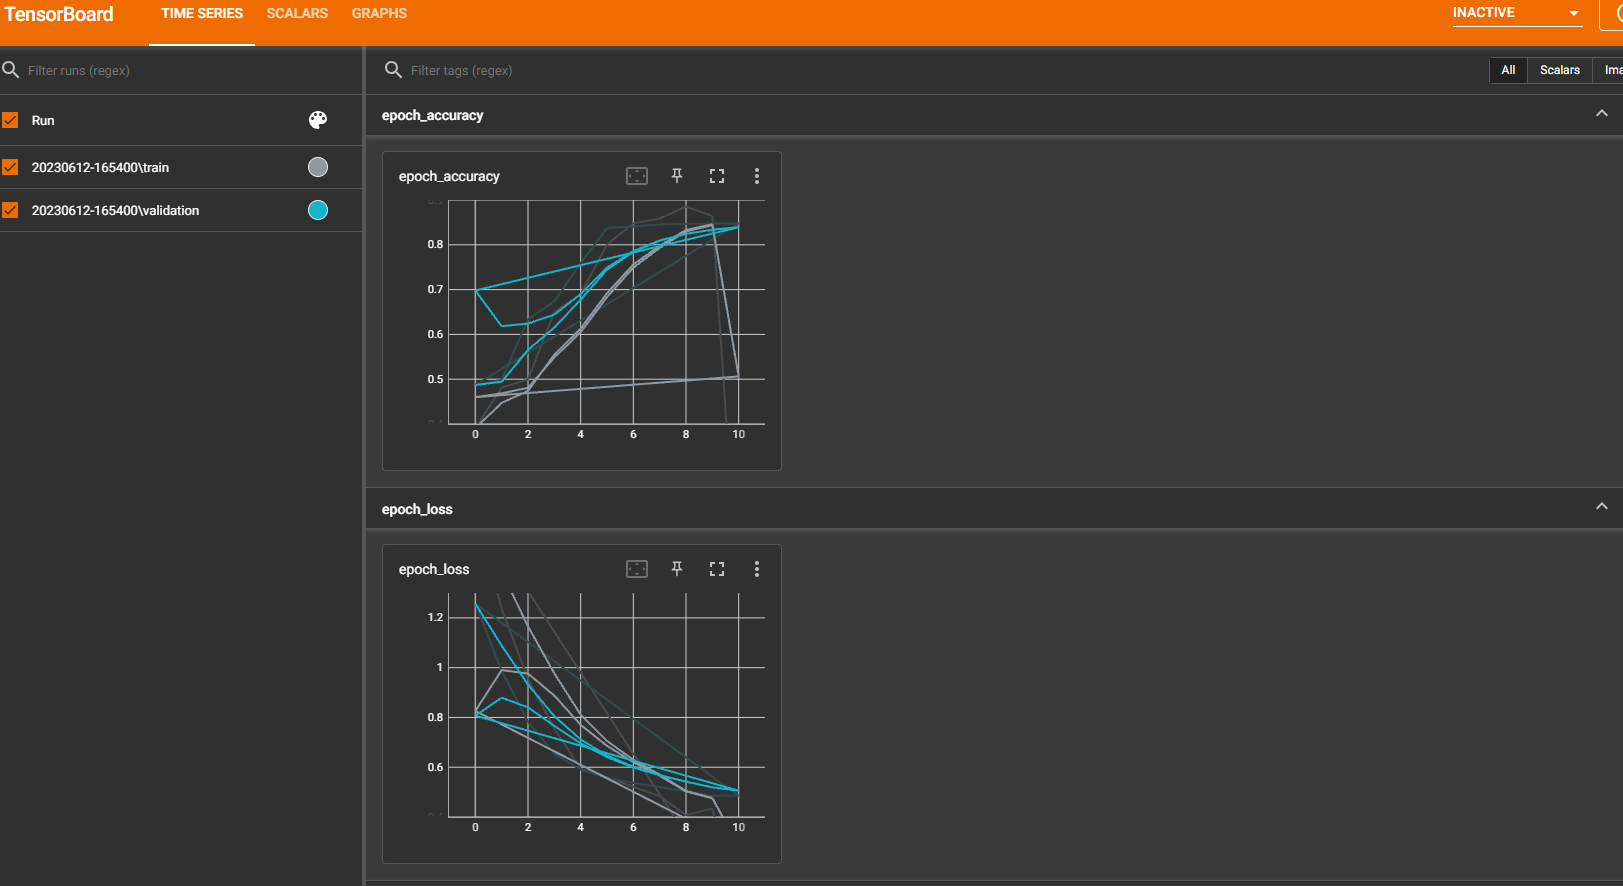 TensorBoard TIME SERIES SCALARS GRAPHS INACTIVE
Filter runs (regex)
Filter tags (regex)
All Scalars Ima
Run
20230612-165400\train
20230612-165400\validation
epoch_accuracy
epoch_accuracy
0.8
0.7
0.6
0.5
0 2 4 6 8 10
epoch_loss
epoch_loss
1.2
1
0.8
0.6
0 2 4 6 8 10